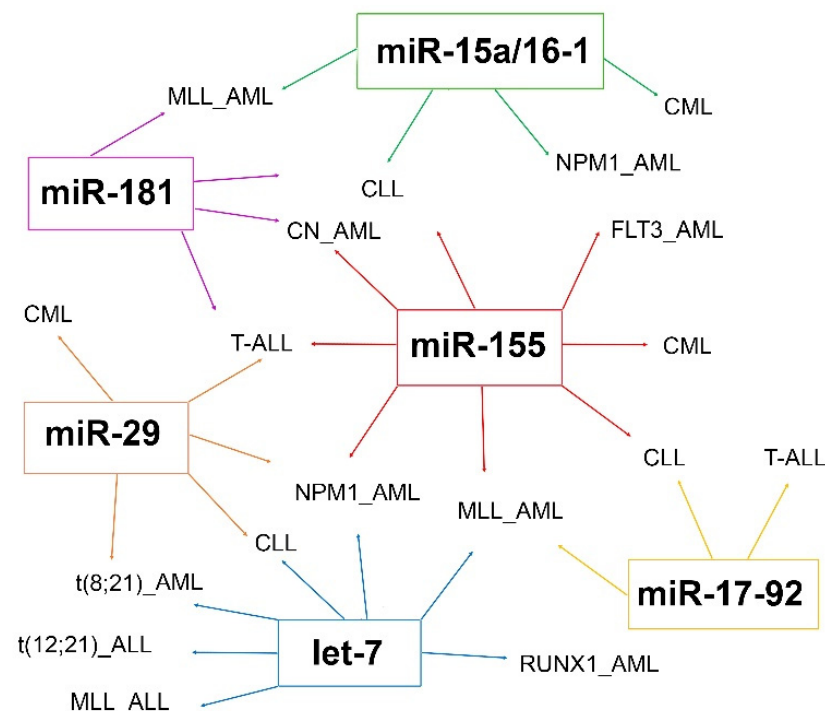 miR-15a/16-1
MLL_AML
CML
NPM1_AML
miR-181
CLL
CN_AML
FLT3_AML
CML
T-ALL
miR-155
CML
miR-29
CLL
T-ALL
NPM1_AML
MLL_AML
CLL
t(8;21)_AML
miR-17-92
t(12;21)_ALL
let-7
RUNX1_AML
MLL_ALL